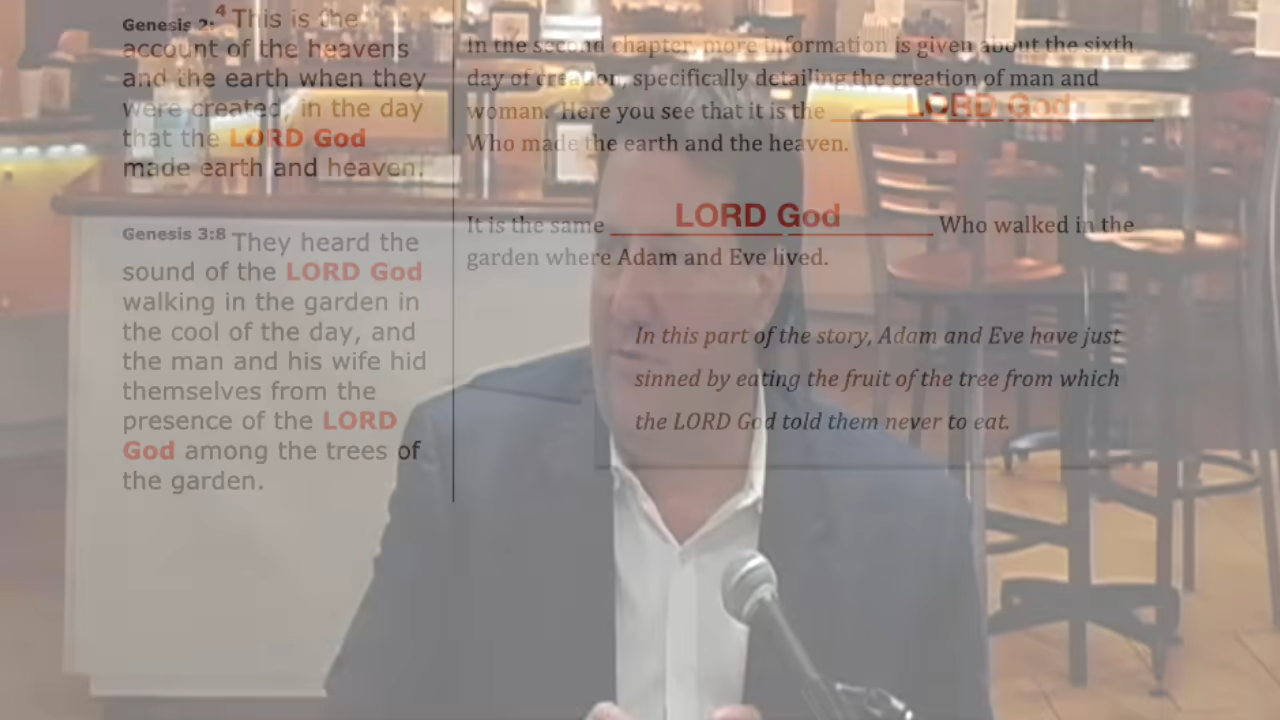 Genesis 2:4 This is the
account of the heavens
and the earth when they
were created, in the day
that the LORD God
made earth and heaven.
Genesis 3:8 They heard the
sound of the LORD God
walking in the garden in
the cool of the day, and
the man and his wife hid
themselves from the
presence of the LORD
God among the trees of
the garden.
In the second chapter, more information is given about the sixth
day of creation, specifically detailing the creation of man and
woman. Here you see that it is the LORD God
Who made the earth and the heaven.
It is the same LORD God Who walked in the
garden where Adam and Eve lived.
In this part of the story, Adam and Eve have just
sinned by eating the fruit of the tree from which
the LORD God told them never to eat.